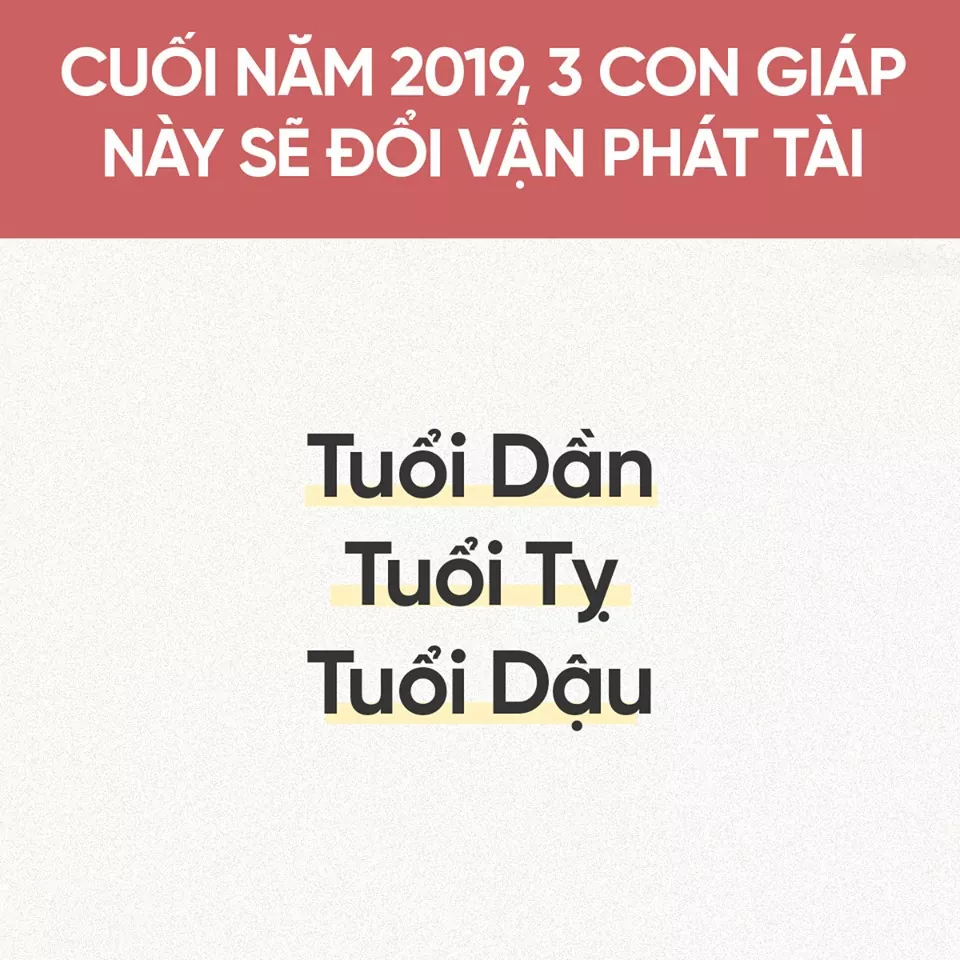 CUỐI NĂM 2019, 3 CON GIÁP
NÀY SẼ ĐỔI VẬN PHÁT TÀI
Tuổi Dần
Tuổi Tỵ
Tuổi Dậu